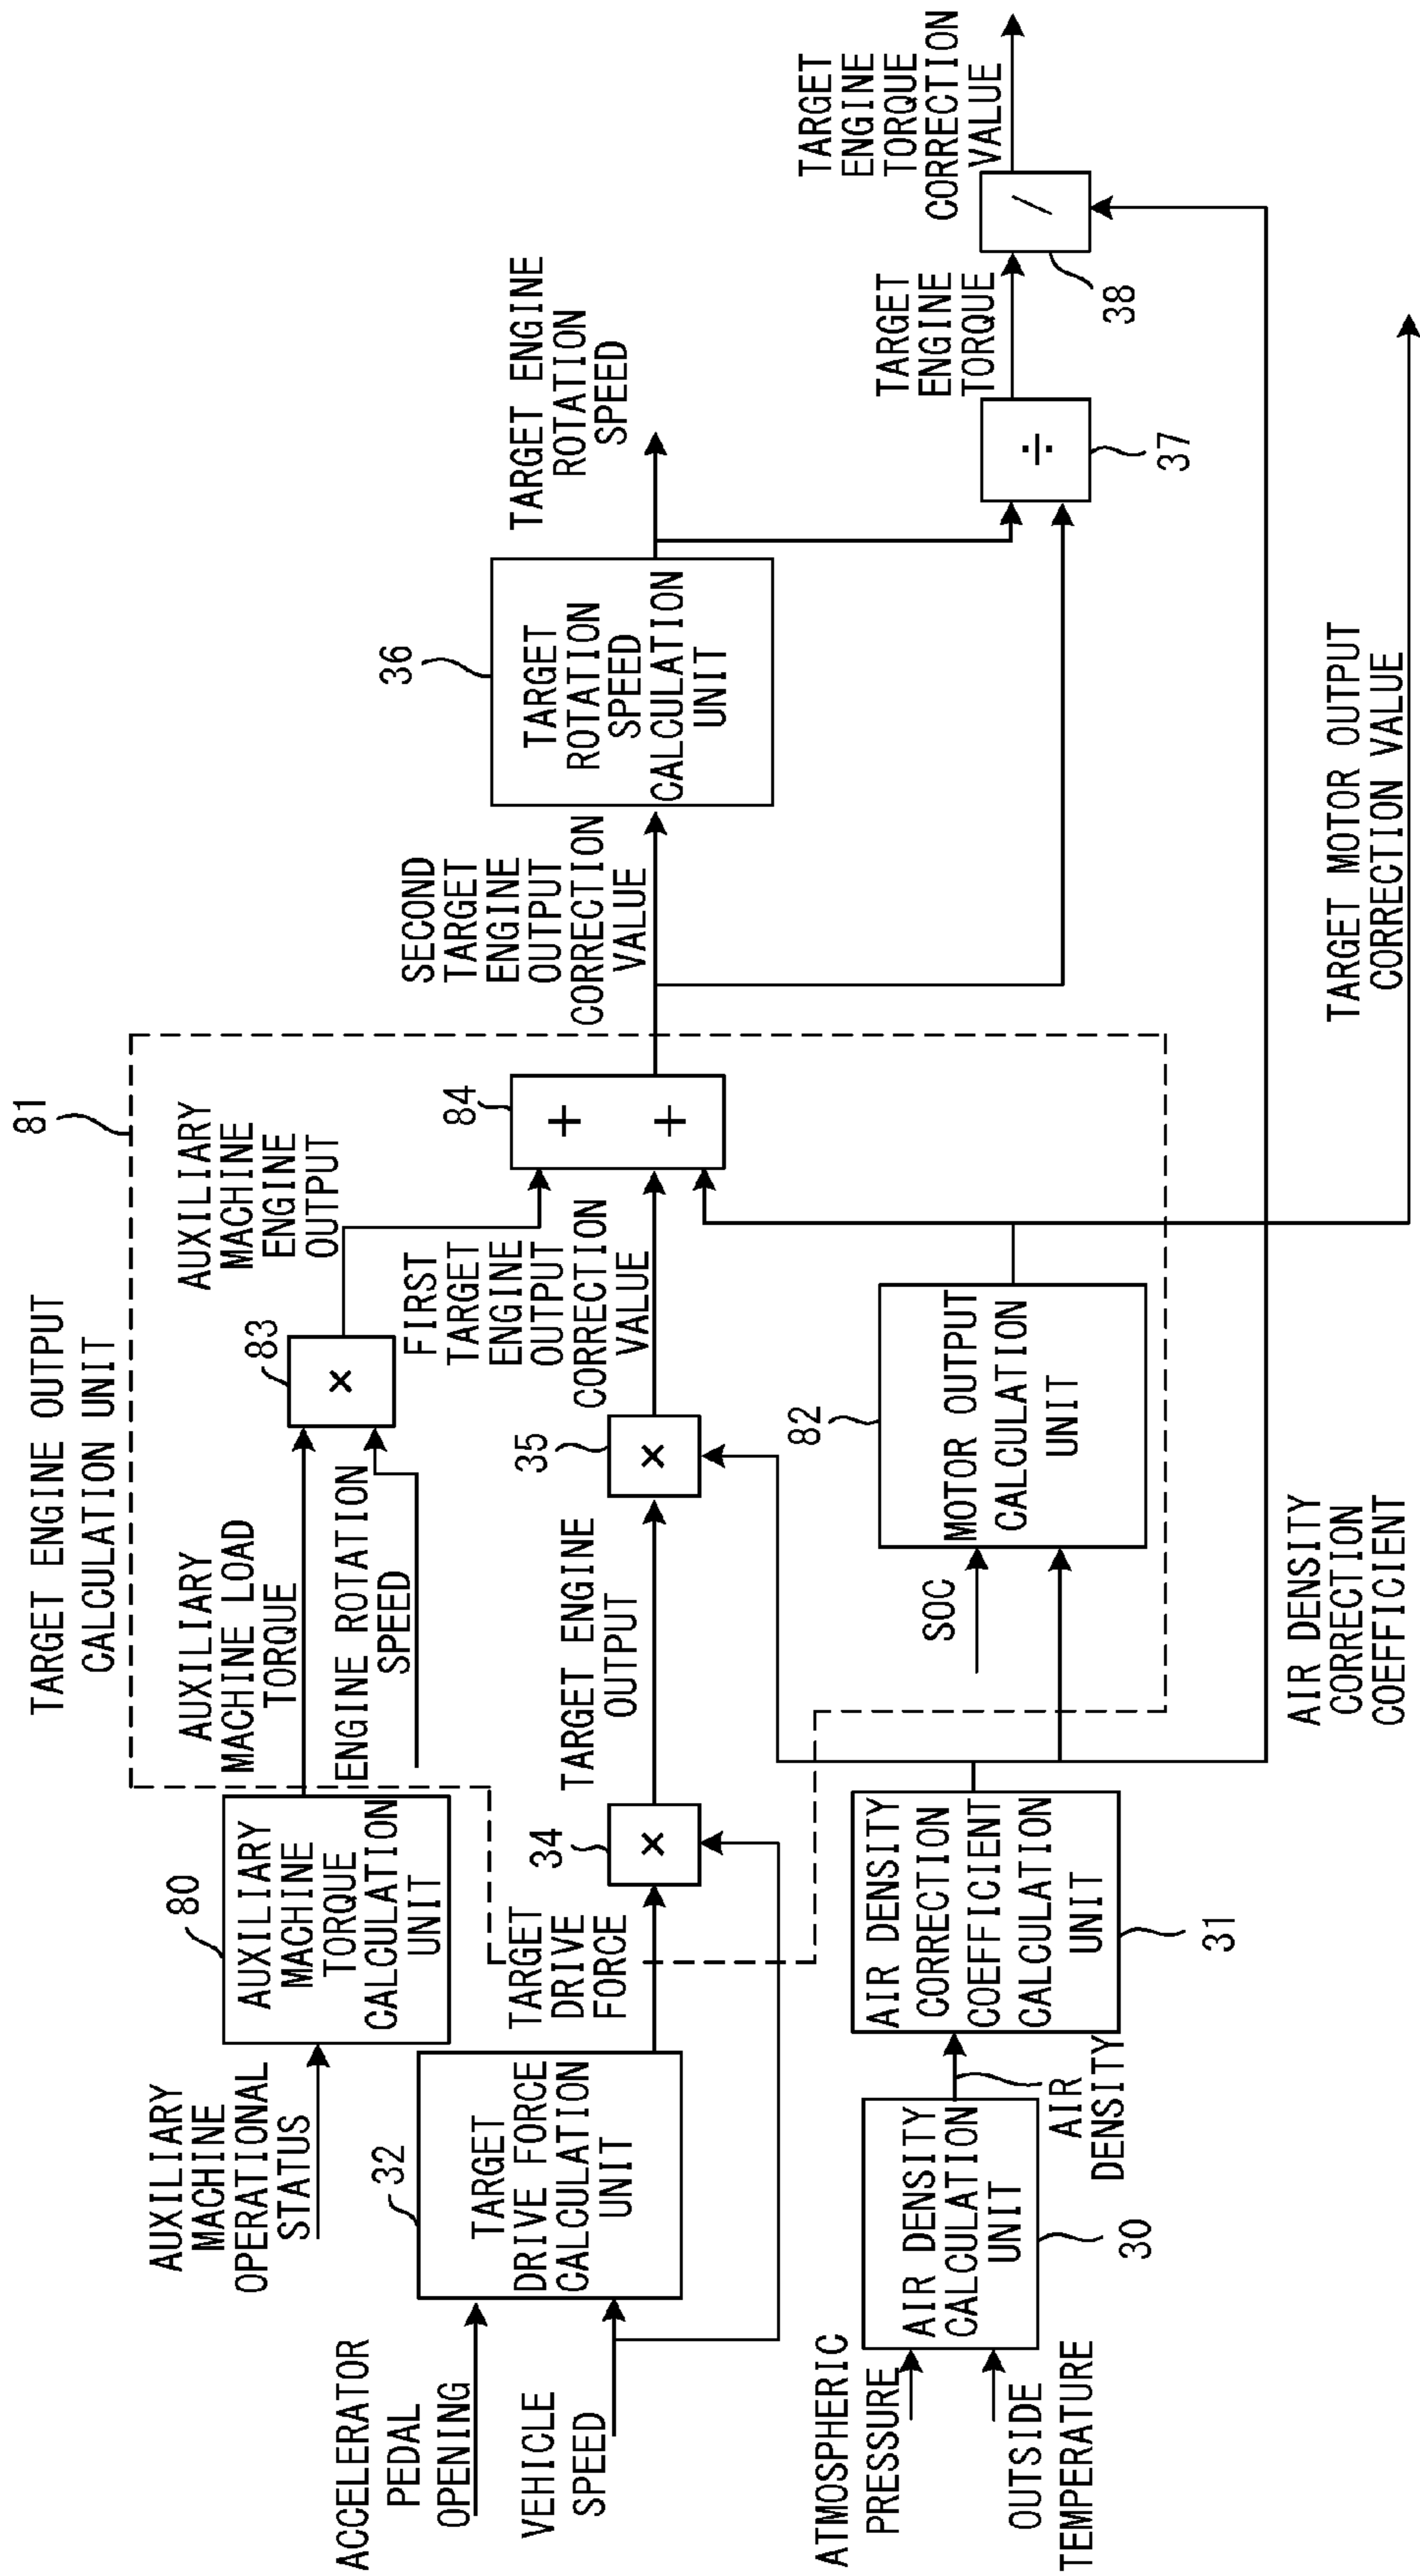 TARGET ENGINE OUTPUT
CALCULATION UNIT
81
AUXILIARY
MACHINE
OPERATIONAL
STATUS
80
AUXILIARY
MACHINE
TORQUE
CALCULATION
UNIT
AUXILIARY
MACHINE LOAD
TORQUE
ENGINE ROTATION
SPEED
83
×
AUXILIARY
MACHINE
ENGINE
OUTPUT
ACCELERATOR
PEDAL
OPENING
VEHICLE
SPEED
32
TARGET
DRIVE FORCE
CALCULATION
UNIT
TARGET
DRIVE
FORCE
34
×
TARGET ENGINE
OUTPUT
35
×
FIRST
TARGET
ENGINE
OUTPUT
CORRECTION
VALUE
84
+
+
SECOND
TARGET
ENGINE
OUTPUT
CORRECTION
VALUE
36
TARGET
ROTATION
SPEED
CALCULATION
UNIT
TARGET ENGINE
ROTATION
SPEED
ATMOSPHERIC
PRESSURE
OUTSIDE
TEMPERATURE
AIR DENSITY
CALCULATION
UNIT
30
AIR
DENSITY
AIR DENSITY
CORRECTION
COEFFICIENT
CALCULATION
UNIT
31
SOC
82
MOTOR OUTPUT
CALCULATION
UNIT
÷
37
TARGET
ENGINE
TORQUE
/
38
TARGET
ENGINE
TORQUE
CORRECTION
VALUE
AIR DENSITY
CORRECTION
COEFFICIENT
TARGET MOTOR OUTPUT
CORRECTION VALUE